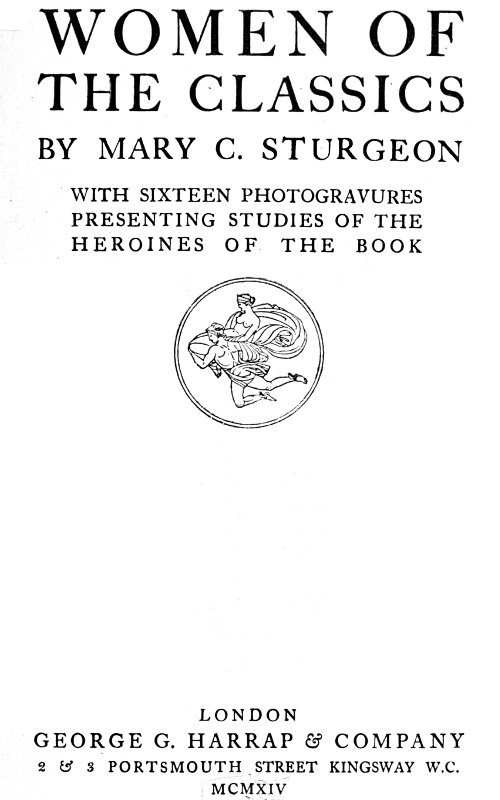 WOMEN OF
THE CLASSICS
BY MARY C. STURGEON
WITH SIXTEEN PHOTOGRAVURES
PRESENTING STUDIES OF THE
HEROINES OF THE BOOK
LONDON
GEORGE G. HARRAP & COMPANY
2 & 3 PORTSMOUTH STREET KINGSWAY W.C.
MCMXIV